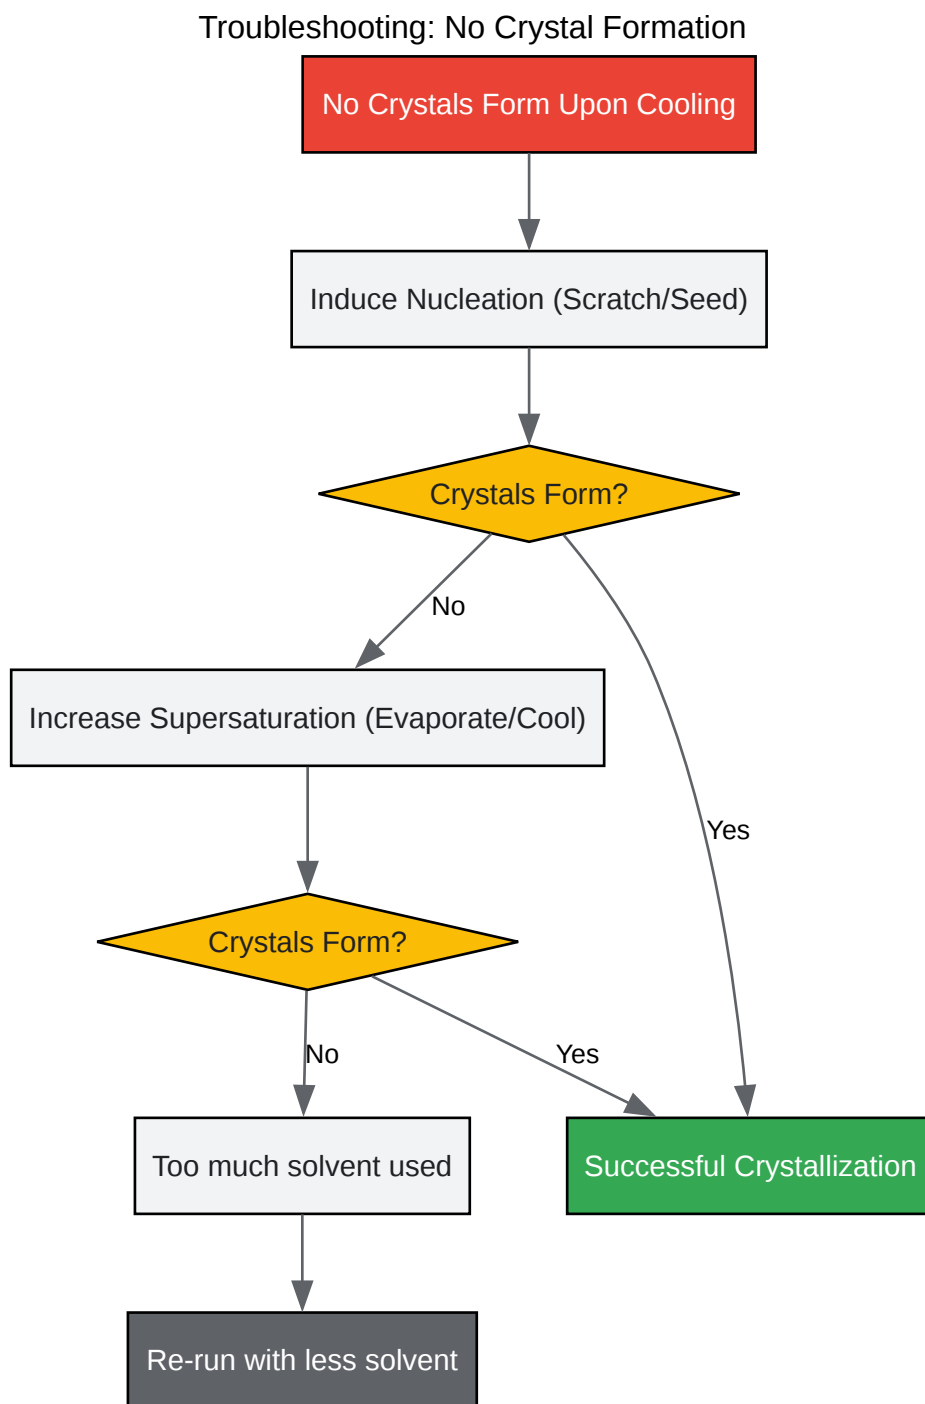 Troubleshooting: No Crystal Formation
No Crystals Form Upon Cooling
Induce Nucleation (Scratch/Seed)
Crystals Form?
No
Increase Supersaturation (Evaporate/Cool)
Yes
Crystals Form?
No
Yes
Too much solvent used
Successful Crystallization
Re-run with less solvent